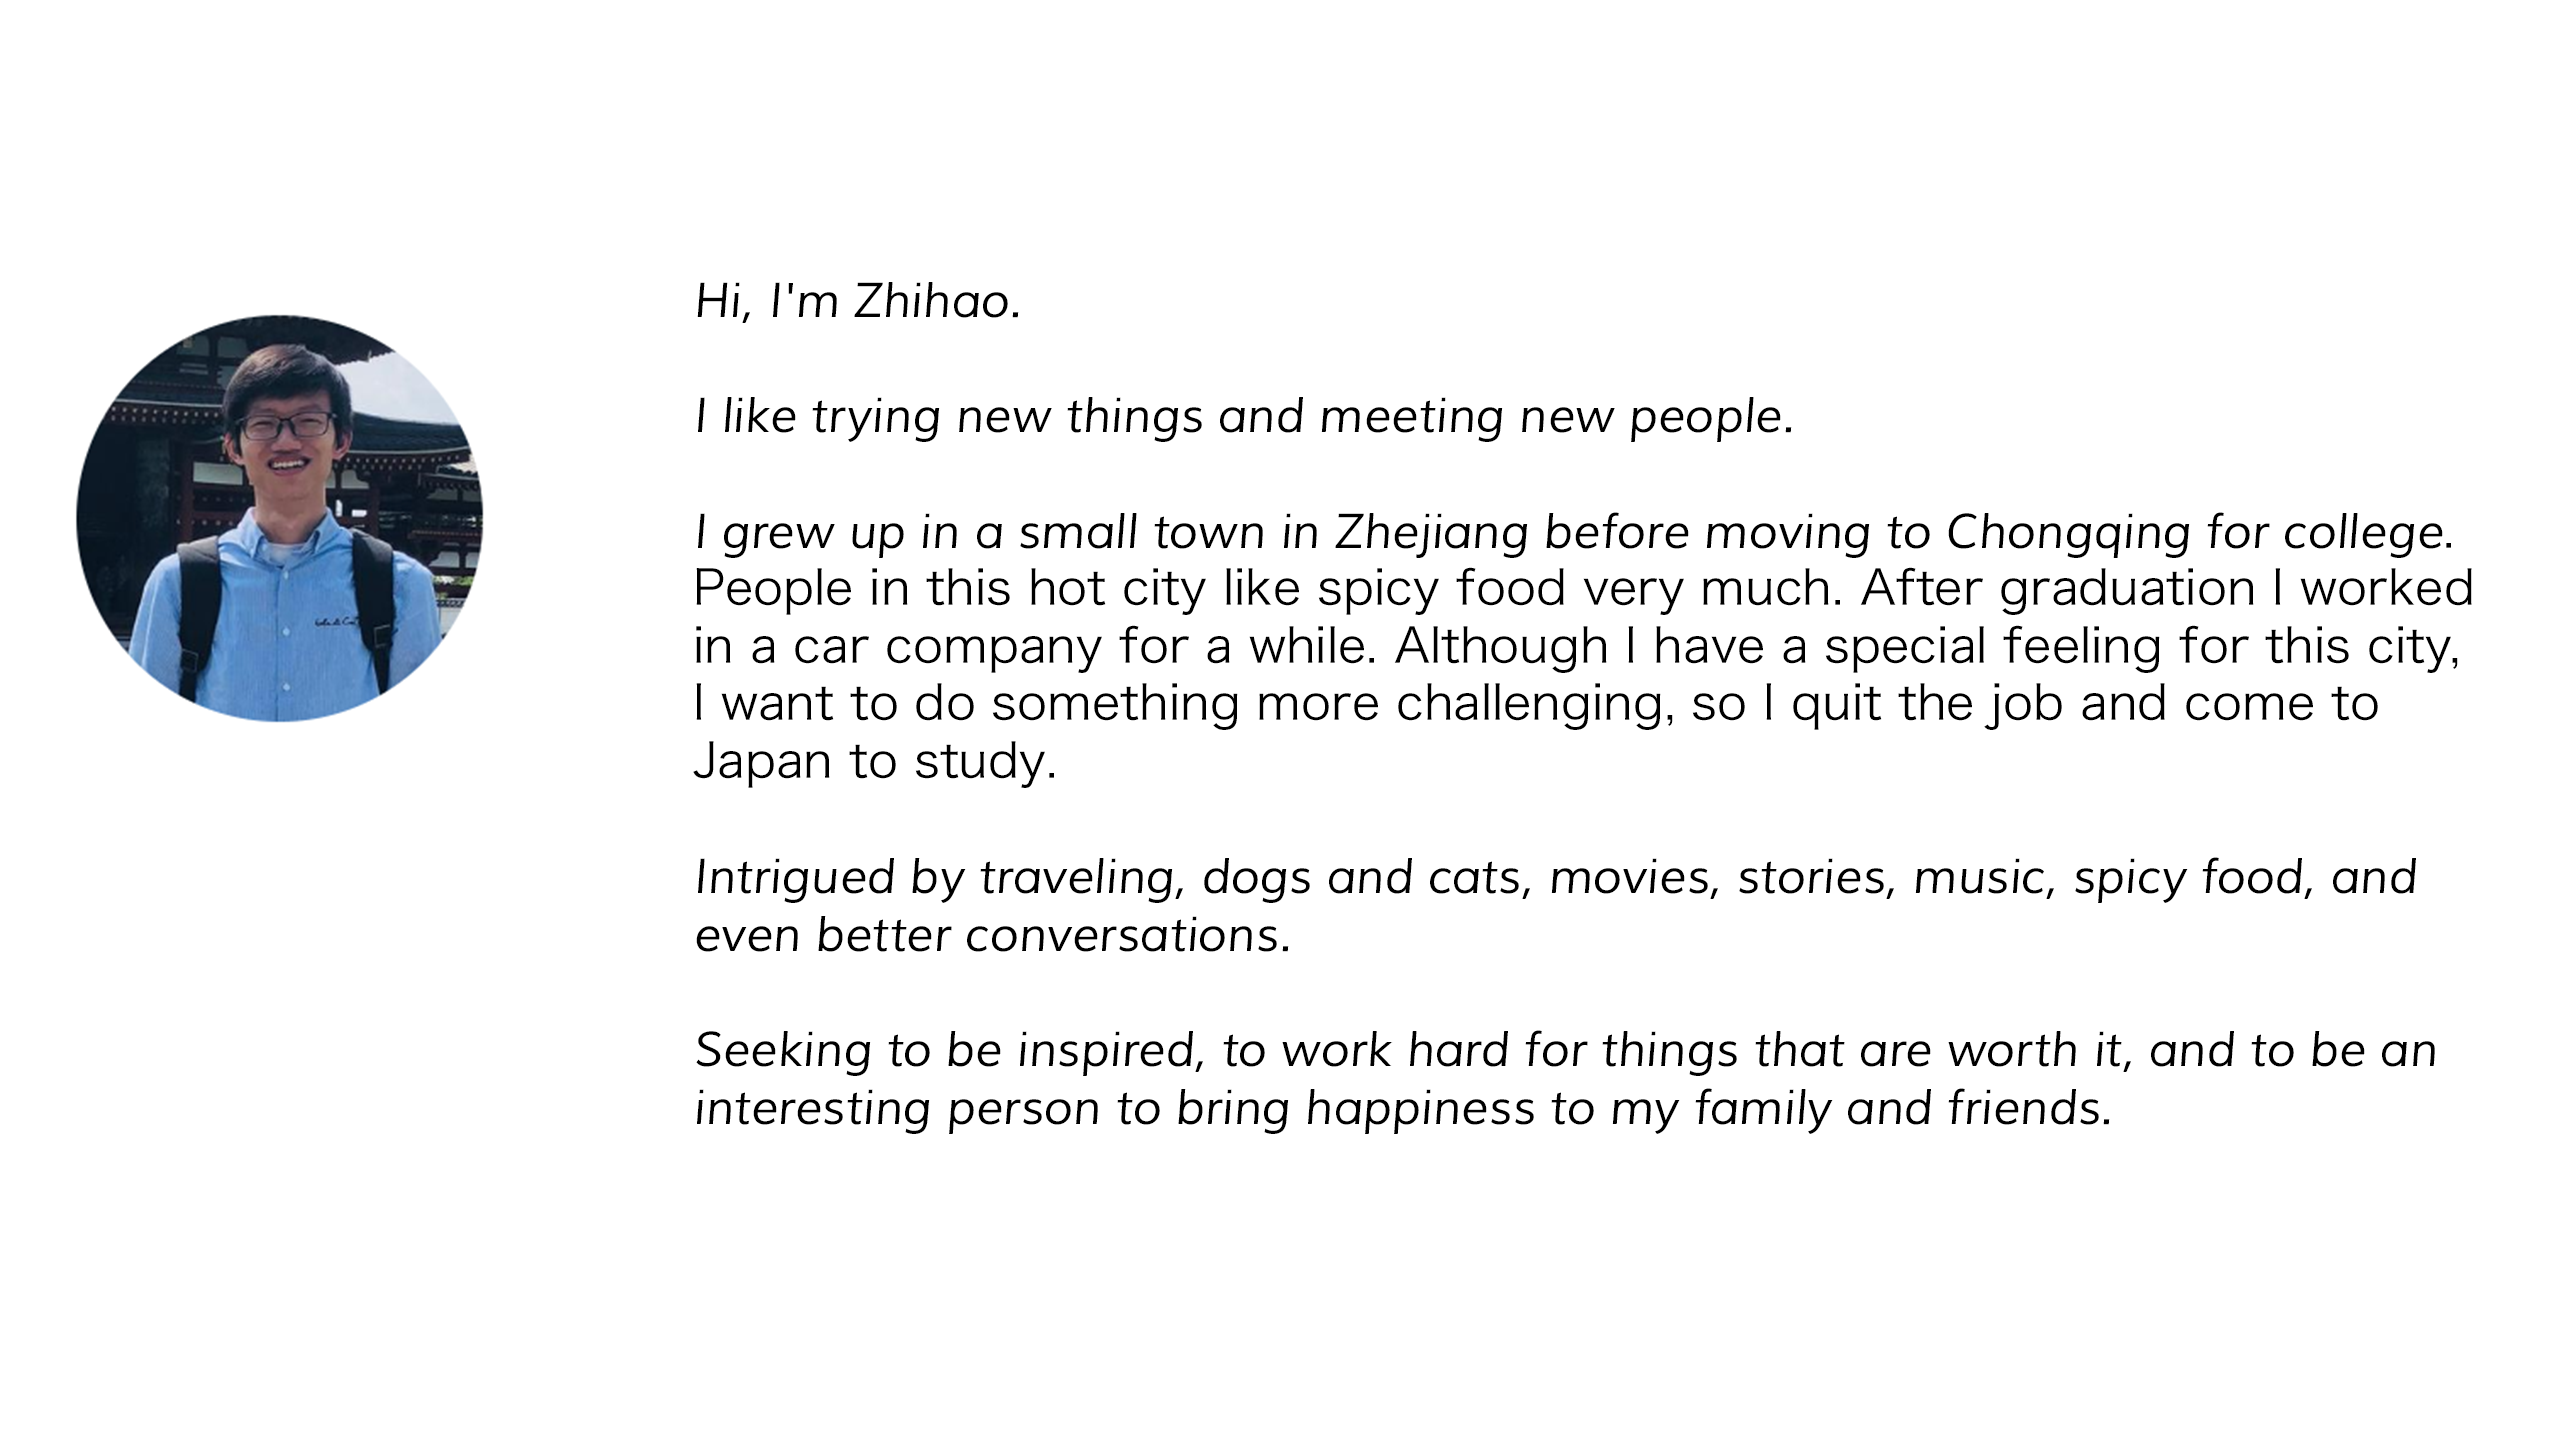 Hi, I'm Zhihao.
I like trying new things and meeting new people.
I grew up in a small town in Zhejiang before moving to Chongqing for college.
People in this hot city like spicy food very much. After graduation I worked
in a car company for a while. Although I have a special feeling for this city,
I want to do something more challenging, so I quit the job and come to
Japan to study.
Intrigued by traveling, dogs and cats, movies, stories, music, spicy food, and
even better conversations.
Seeking to be inspired, to work hard for things that are worth it, and to be an
interesting person to bring happiness to my family and friends.